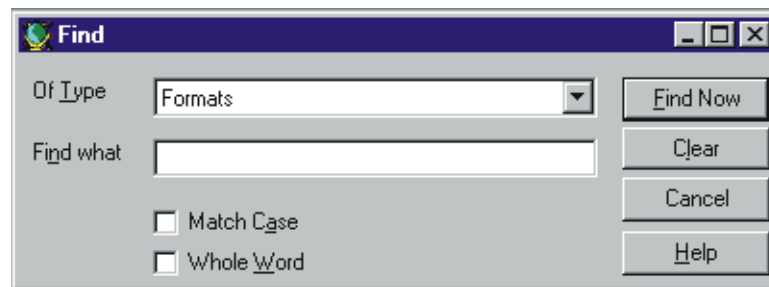 Find
Of Type
Formats
Find Now
Find what
Clear
Cancel
Match Case
Whole Word
Help